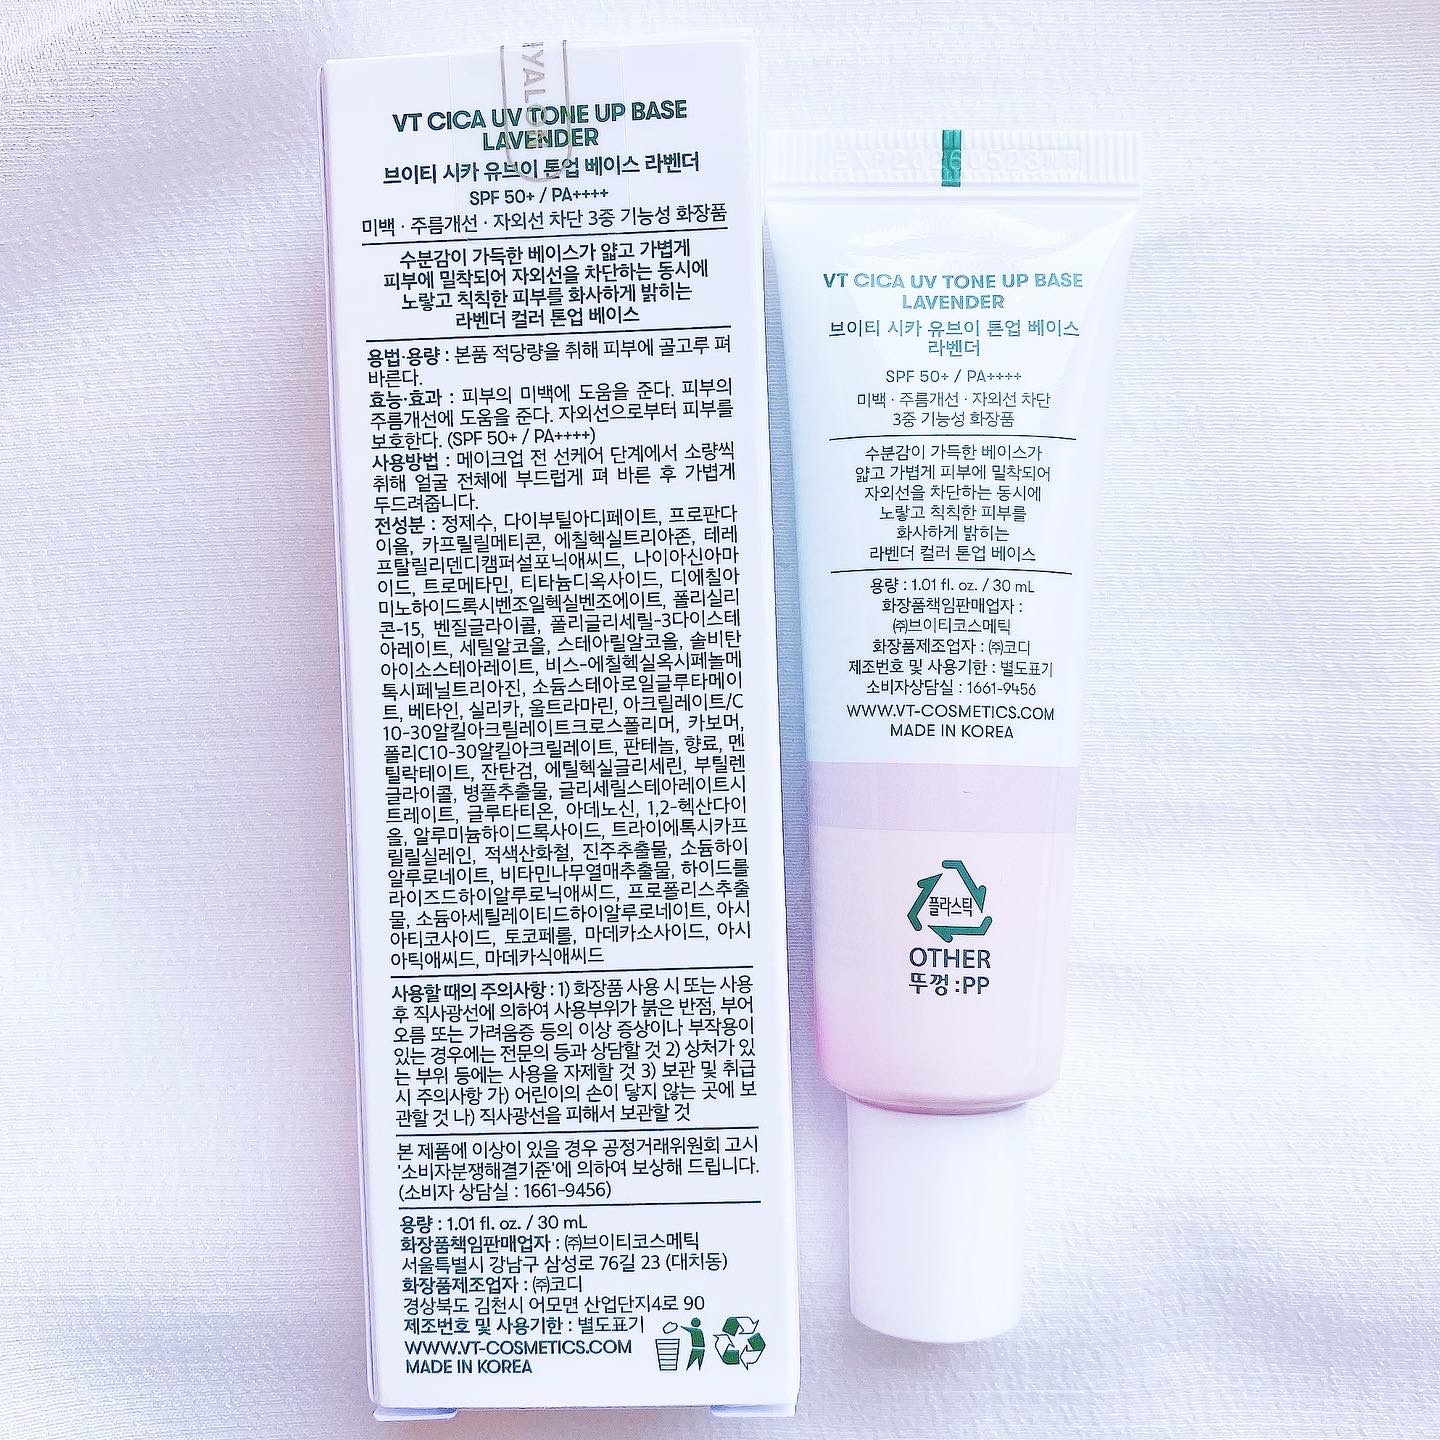 VT CICA UV TONE UP BASE
LAVENDER
브이티 시카 유브이 톤업 베이스 라벤더
SPF 50+ / PA++++
미백 · 주름개선 · 자외선 차단 3중 기능성 화장품
수분감이 가득한 베이스가 얇고 가볍게
피부에 밀착되어 자외선을 차단하는 동시에
노랗고 칙칙한 피부를 화사하게 밝히는
라벤더 컬러 톤업 베이스
용법·용량 : 본품 적당량을 취해 피부에 골고루 펴
바른다.
효능·효과 : 피부의 미백에 도움을 준다. 피부의
주름개선에 도움을 준다. 자외선으로부터 피부를
보호한다. (SPF 50+ / PA++++)
사용방법 : 메이크업 전 선케어 단계에서 소량씩
취해 얼굴 전체에 부드럽게 펴 바른 후 가볍게
두드려줍니다.
전성분 : 정제수, 다이부틸아디페이트, 프로판다
이올, 카프릴릴메티콘, 에칠헥실트리아존, 테레
프탈릴리덴디캠퍼설포닉애씨드, 나이아신아마
이드, 트로메타민, 티타늄디옥사이드, 디에칠아
미노하이드록시벤조일헥실벤조에이트, 폴리실리
콘-15, 벤질글라이콜, 폴리글리세릴-3다이스테
아레이트, 세틸알코올, 스테아릴알코올, 솔비탄
아이소스테아레이트, 비스-에칠헥실옥시페놀메
톡시페닐트리아진, 소듐스테아로일글루타메이
트, 베타인, 실리카, 울트라마린, 아크릴레이트/C
10-30알킬아크릴레이트크로스폴리머, 카보머,
폴리C10-30알킬아크릴레이트, 판테놀, 향료, 멘
틸락테이트, 잔탄검, 에틸헥실글리세린, 부틸렌
글라이콜, 병풀추출물, 글리세릴스테아레이트시
트레이트, 글루타티온, 아데노신, 1,2-헥산다이
올, 알루미늄하이드록사이드, 트라이에톡시카프
릴릴실레인, 적색산화철, 진주추출물, 소듐하이
알루로네이트, 비타민나무열매추출물, 하이드롤
라이즈드하이알루로닉애씨드, 프로폴리스추출
물, 소듐아세틸레이티드하이알루로네이트, 아시
아티코사이드, 토코페롤, 마데카소사이드, 아시
아틱애씨드, 마데카식애씨드
사용할 때의 주의사항 : 1) 화장품 사용 시 또는 사용
후 직사광선에 의하여 사용부위가 붉은 반점, 부어
오름 또는 가려움증 등의 이상 증상이나 부작용이
있는 경우에는 전문의 등과 상담할 것 2) 상처가 있
는 부위 등에는 사용을 자제할 것 3) 보관 및 취급
시 주의사항 가) 어린이의 손이 닿지 않는 곳에 보
관할 것 나) 직사광선을 피해서 보관할 것
본 제품에 이상이 있을 경우 공정거래위원회 고시
'소비자분쟁해결기준'에 의하여 보상해 드립니다.
(소비자 상담실 : 1661-9456)
용량 : 1.01 fl. oz. / 30 mL
화장품책임판매업자 : ㈜브이티코스메틱
서울특별시 강남구 삼성로 76길 23 (대치동)
화장품제조업자 : ㈜코디
경상북도 김천시 어모면 산업단지4로 90
제조번호 및 사용기한 : 별도표기
WWW.VT-COSMETICS.COM
MADE IN KOREA
VT CICA UV TONE UP BASE
LAVENDER
브이티 시카 유브이 톤업 베이스
라벤더
SPF 50+ / PA++++
미백 · 주름개선 · 자외선 차단
3중 기능성 화장품
수분감이 가득한 베이스가
얇고 가볍게 피부에 밀착되어
자외선을 차단하는 동시에
노랗고 칙칙한 피부를
화사하게 밝히는
라벤더 컬러 톤업 베이스
용량 : 1.01 fl. oz. / 30 mL
화장품책임판매업자 :
㈜브이티코스메틱
화장품제조업자 : ㈜코디
제조번호 및 사용기한 : 별도표기
소비자상담실 : 1661-9456
WWW.VT-COSMETICS.COM
MADE IN KOREA
플라스틱
OTHER
뚜껑 : PP